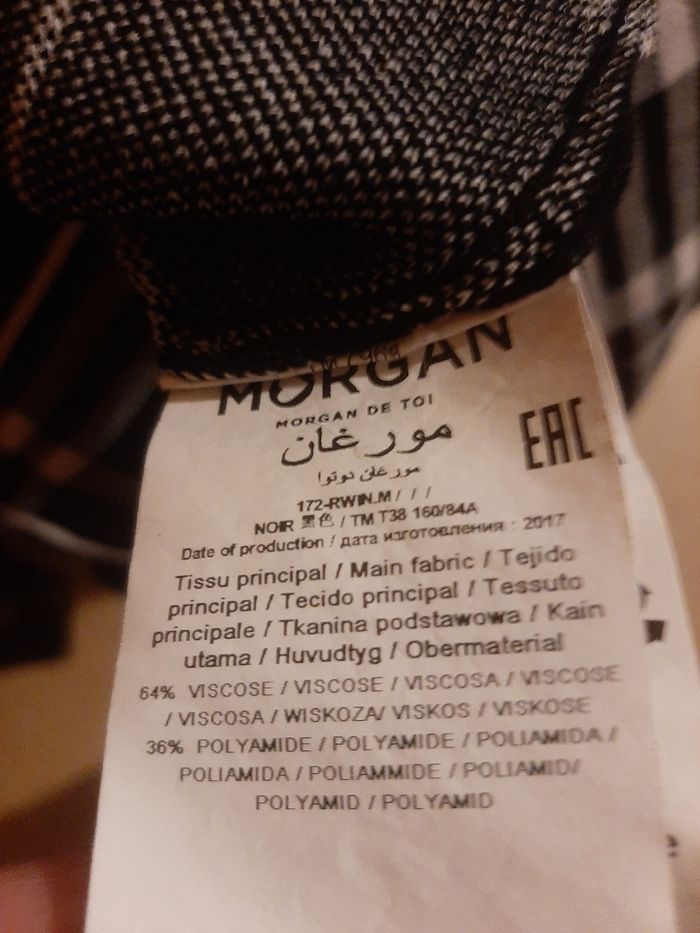 MORGAN
MORGAN DE TOI
مورغان
EAC
مورغان دوتوا
172-RWIN.M / / /
NOIR 黑色 / TM T38 160/84A
Date of production / дата изготовления : 2017
Tissu principal / Main fabric / Tejido
principal / Tecido principal / Tessuto
principale / Tkanina podstawowa / Kain
utama / Huvudtyg / Obermaterial
64% VISCOSE / VISCOSE / VISCOSA / VISCOSE
/ VISCOSA / WISKOZA/ VISKOS / VISKOSE
36% POLYAMIDE / POLYAMIDE / POLIAMIDA /
POLIAMIDA / POLIAMMIDE / POLIAMID/
POLYAMID / POLYAMID